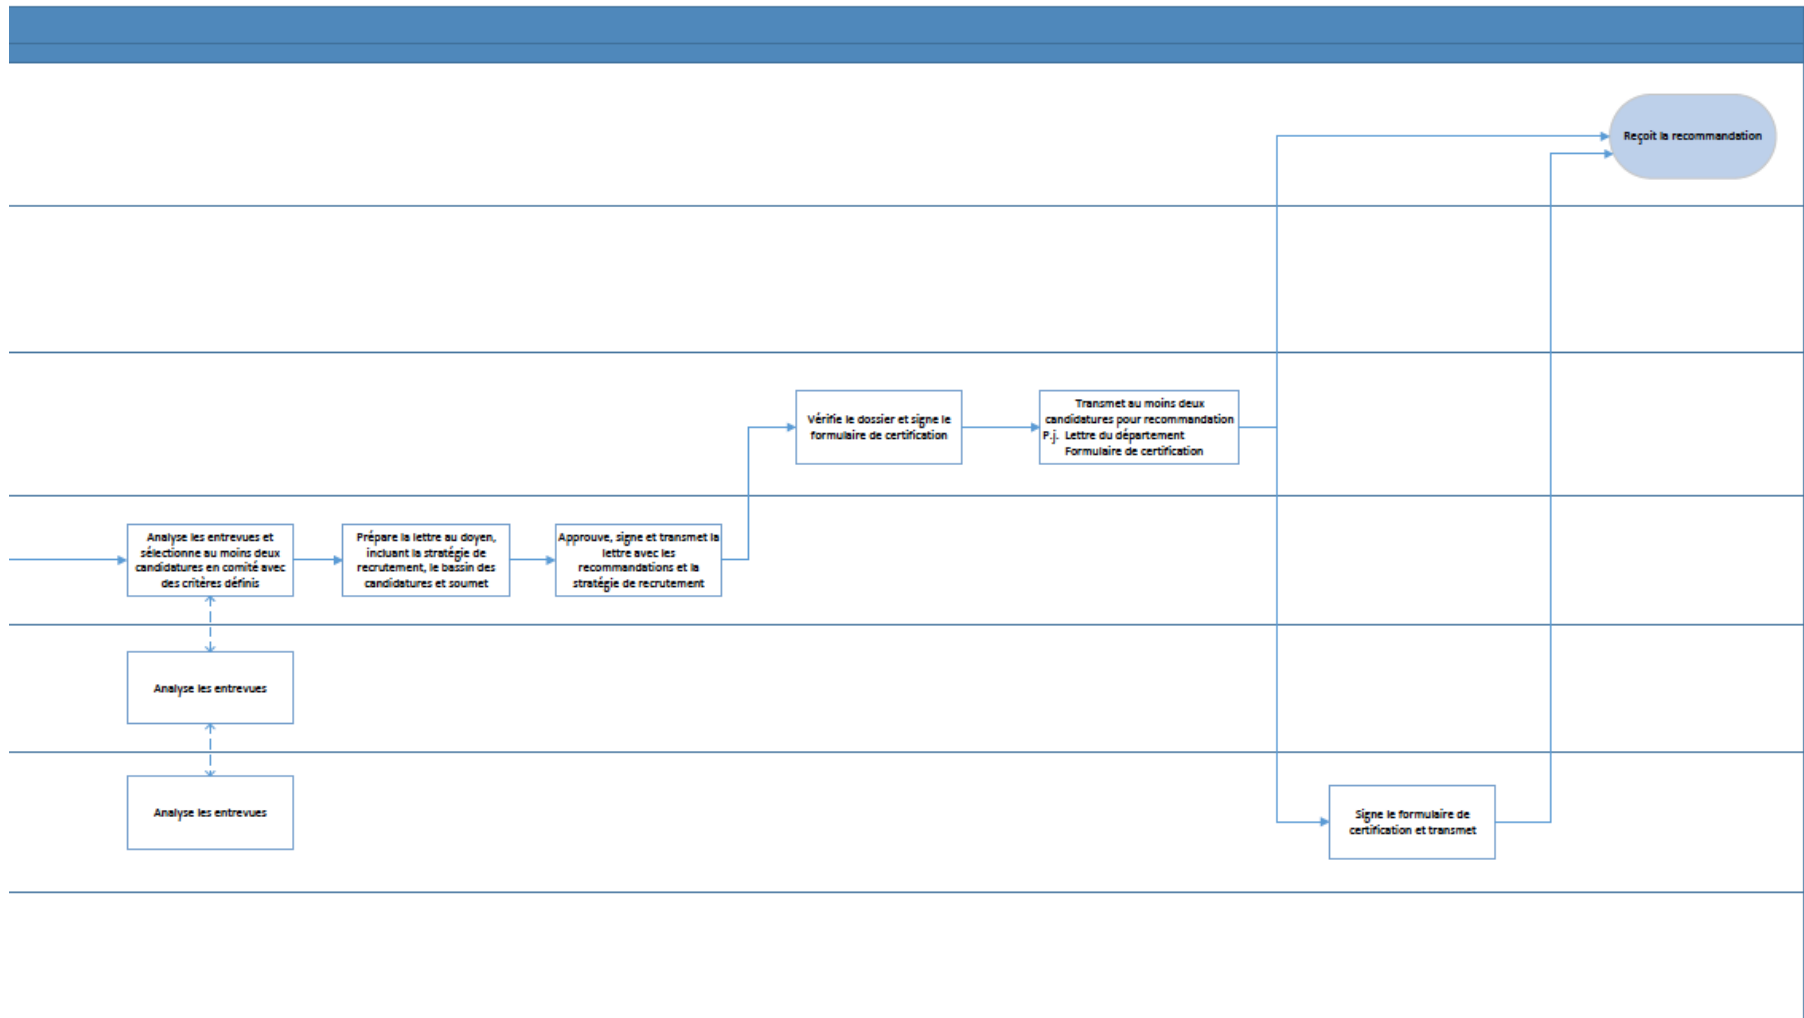 Reçoit la recommandation
Vérifie le dossier et signe le
formulaire de certification
Transmet au moins deux
candidatures pour recommandation
P.j. Lettre du département
Formulaire de certification
Analyse les entrevues et
sélectionne au moins deux
candidatures en comité avec
des critères définis
Prépare la lettre au doyen,
incluant la stratégie de
recrutement, le bassin des
candidatures et soumet
Approuve, signe et transmet la
lettre avec les
recommandations et la
stratégie de recrutement
Analyse les entrevues
Analyse les entrevues
Signe le formulaire de
certification et transmet